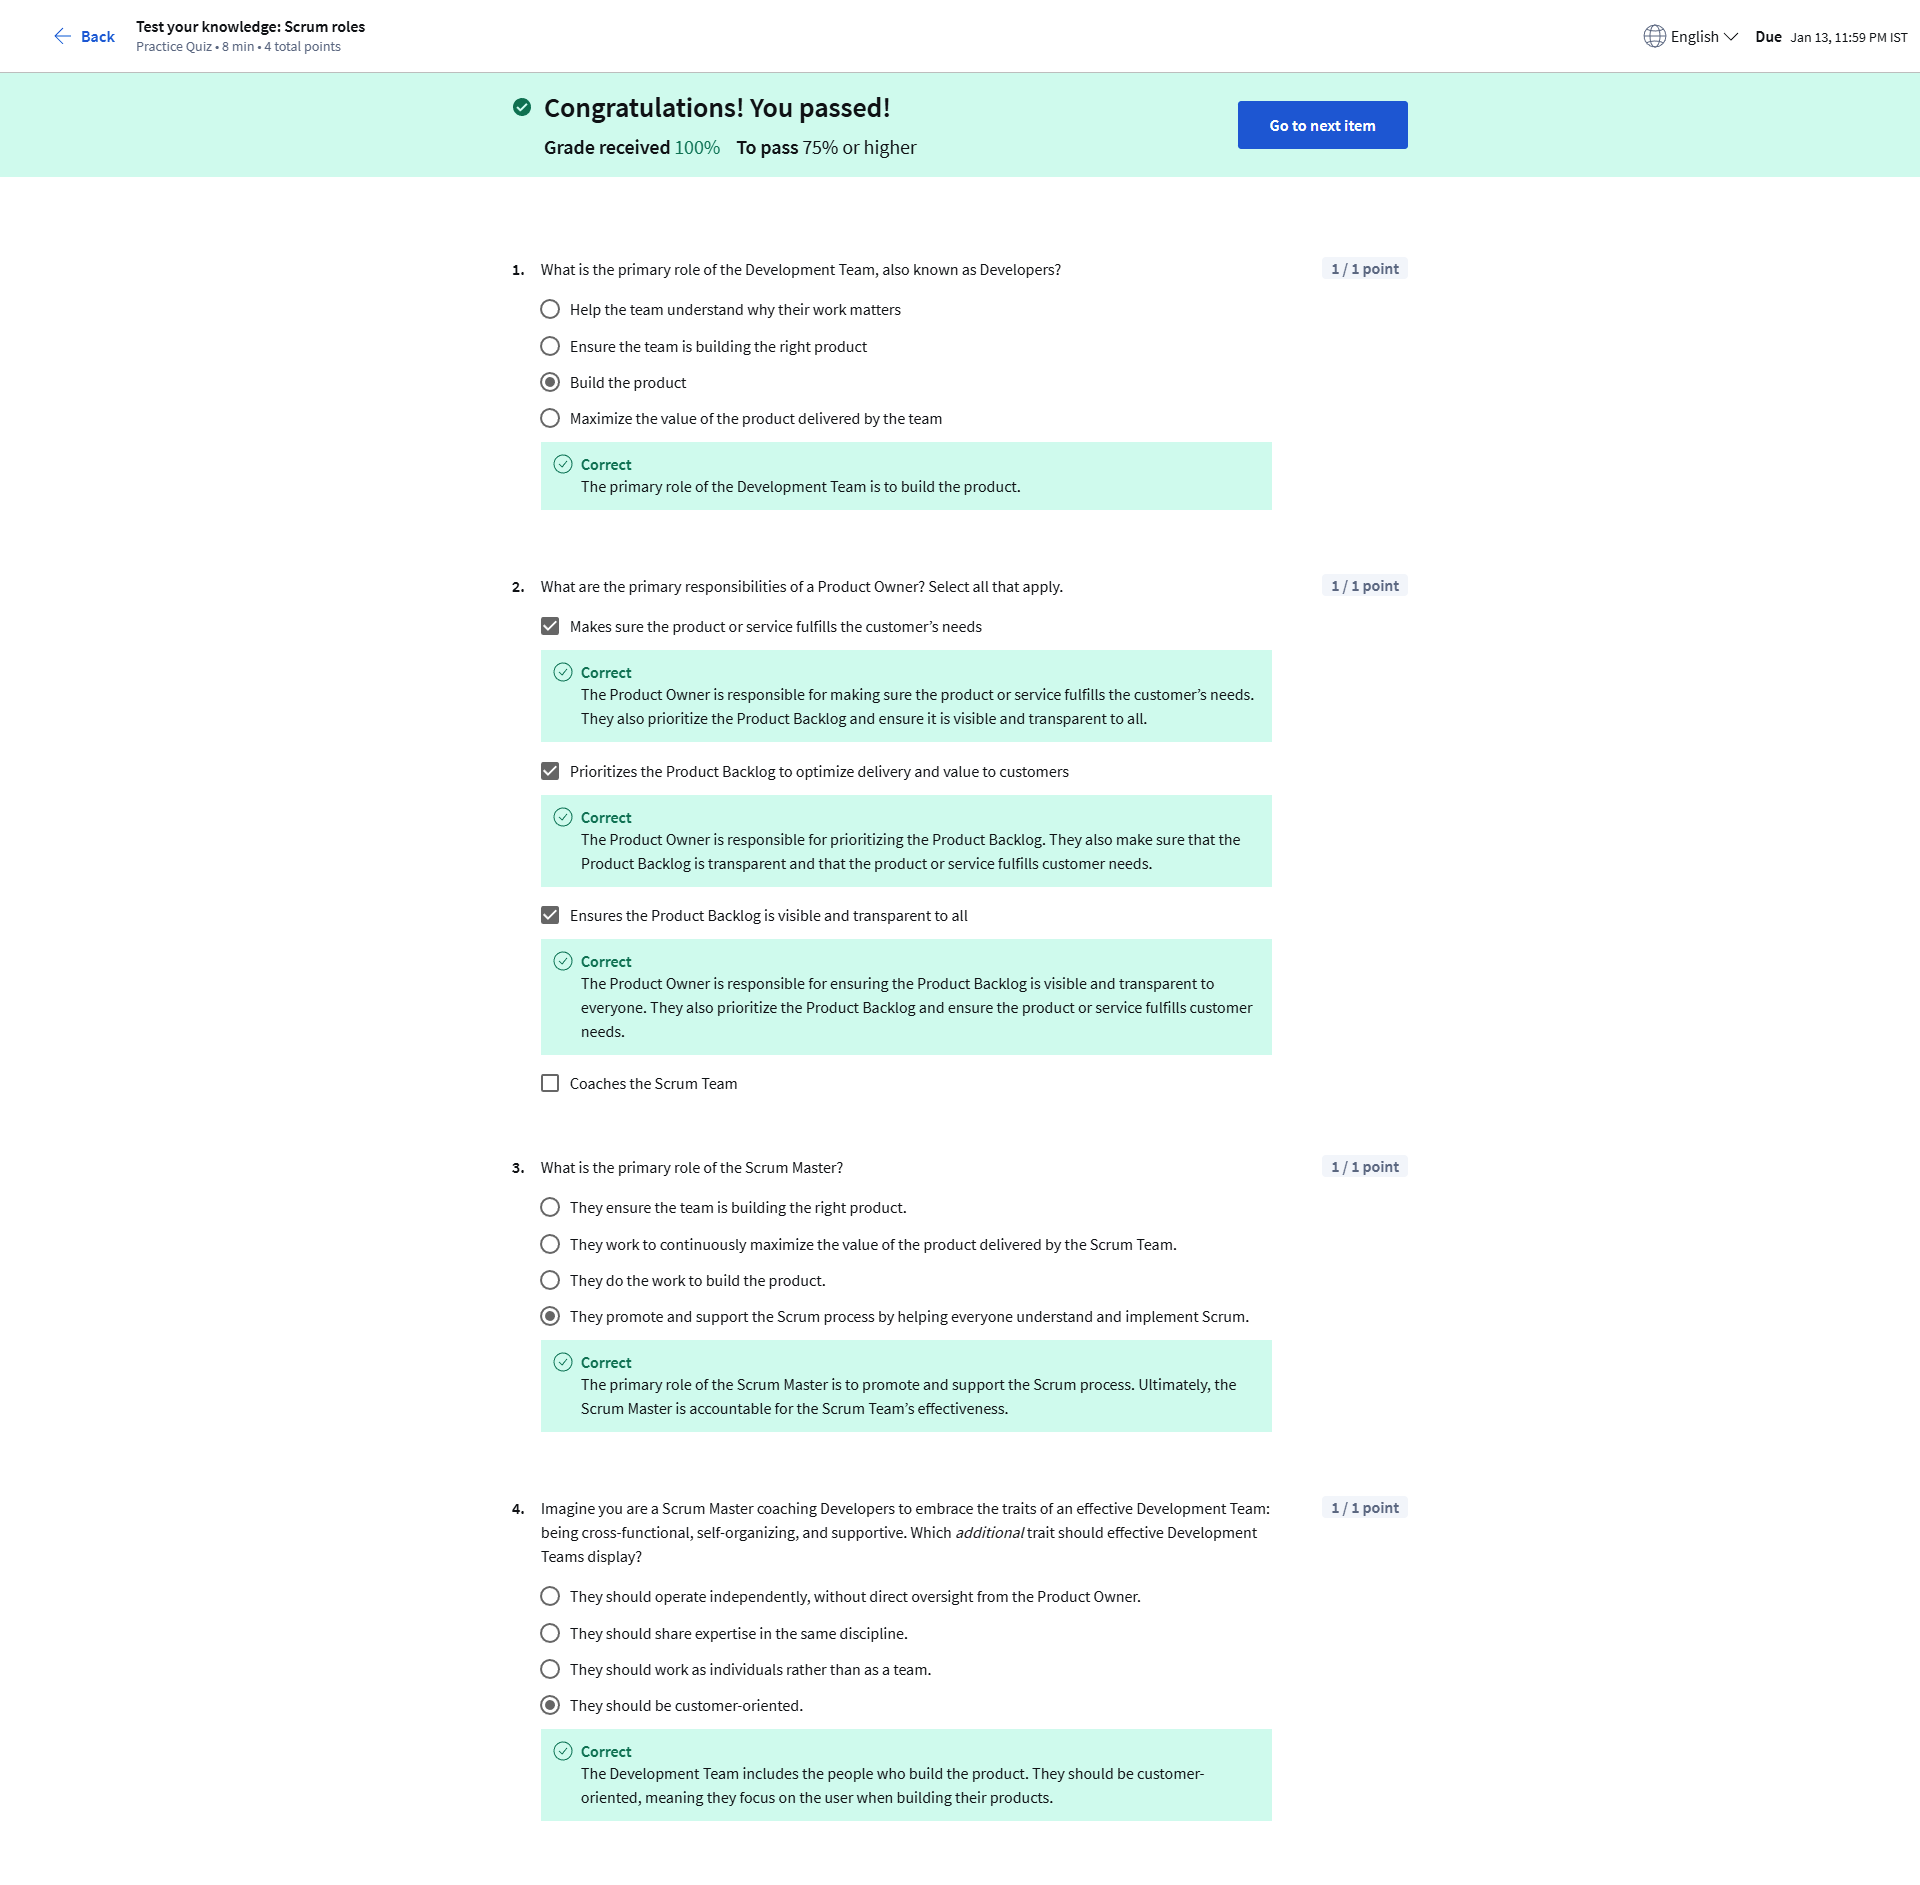 Back
Test your knowledge: Scrum roles
Practice Quiz • 8 min • 4 total points
English
Due Jan 13, 11:59 PM IST
Congratulations! You passed!
Grade received 100% To pass 75% or higher
Go to next item
1. What is the primary role of the Development Team, also known as Developers?
1 / 1 point
Help the team understand why their work matters
Ensure the team is building the right product
Build the product
Maximize the value of the product delivered by the team
Correct
The primary role of the Development Team is to build the product.
2. What are the primary responsibilities of a Product Owner? Select all that apply.
1 / 1 point
Makes sure the product or service fulfills the customer’s needs
Correct
The Product Owner is responsible for making sure the product or service fulfills the customer’s needs.
They also prioritize the Product Backlog and ensure it is visible and transparent to all.
Prioritizes the Product Backlog to optimize delivery and value to customers
Correct
The Product Owner is responsible for prioritizing the Product Backlog. They also make sure that the
Product Backlog is transparent and that the product or service fulfills customer needs.
Ensures the Product Backlog is visible and transparent to all
Correct
The Product Owner is responsible for ensuring the Product Backlog is visible and transparent to
everyone. They also prioritize the Product Backlog and ensure the product or service fulfills customer
needs.
Coaches the Scrum Team
3. What is the primary role of the Scrum Master?
1 / 1 point
They ensure the team is building the right product.
They work to continuously maximize the value of the product delivered by the Scrum Team.
They do the work to build the product.
They promote and support the Scrum process by helping everyone understand and implement Scrum.
Correct
The primary role of the Scrum Master is to promote and support the Scrum process. Ultimately, the
Scrum Master is accountable for the Scrum Team’s effectiveness.
4. Imagine you are a Scrum Master coaching Developers to embrace the traits of an effective Development Team:
being cross-functional, self-organizing, and supportive. Which additional trait should effective Development
Teams display?
1 / 1 point
They should operate independently, without direct oversight from the Product Owner.
They should share expertise in the same discipline.
They should work as individuals rather than as a team.
They should be customer-oriented.
Correct
The Development Team includes the people who build the product. They should be customer-
oriented, meaning they focus on the user when building their products.